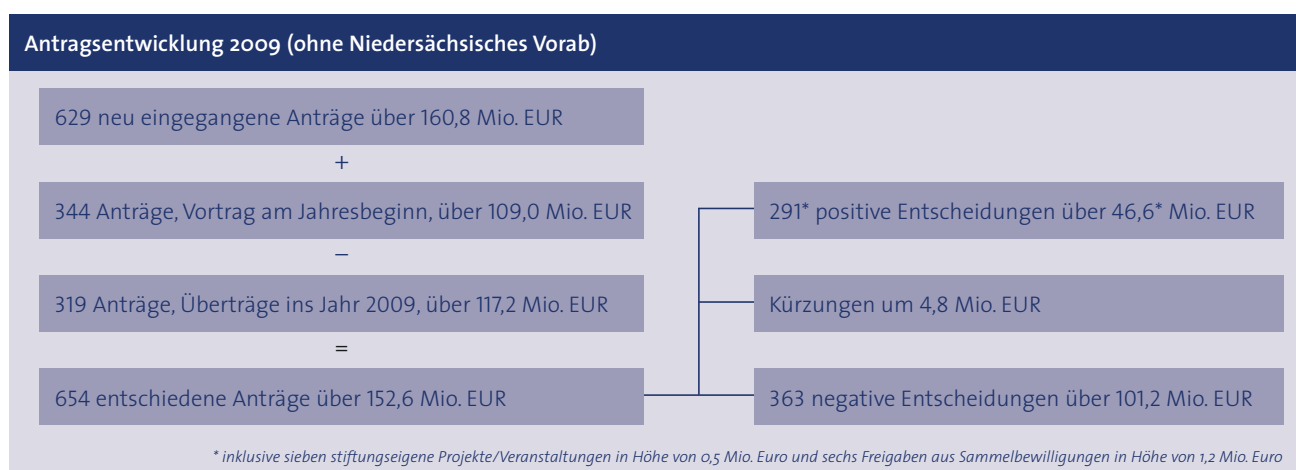 Antragsentwicklung 2009 (ohne Niedersächsisches Vorab)
629 neu eingegangene Anträge über 160,8 Mio. EUR
+
344 Anträge, Vortrag am Jahresbeginn, über 109,0 Mio. EUR
–
319 Anträge, Überträge ins Jahr 2009, über 117,2 Mio. EUR
=
654 entschiedene Anträge über 152,6 Mio. EUR
291* positive Entscheidungen über 46,6* Mio. EUR
Kürzungen um 4,8 Mio. EUR
363 negative Entscheidungen über 101,2 Mio. EUR
* inklusive sieben stiftungseigene Projekte/Veranstaltungen in Höhe von 0,5 Mio. Euro und sechs Freigaben aus Sammelbewilligungen in Höhe von 1,2 Mio. Euro